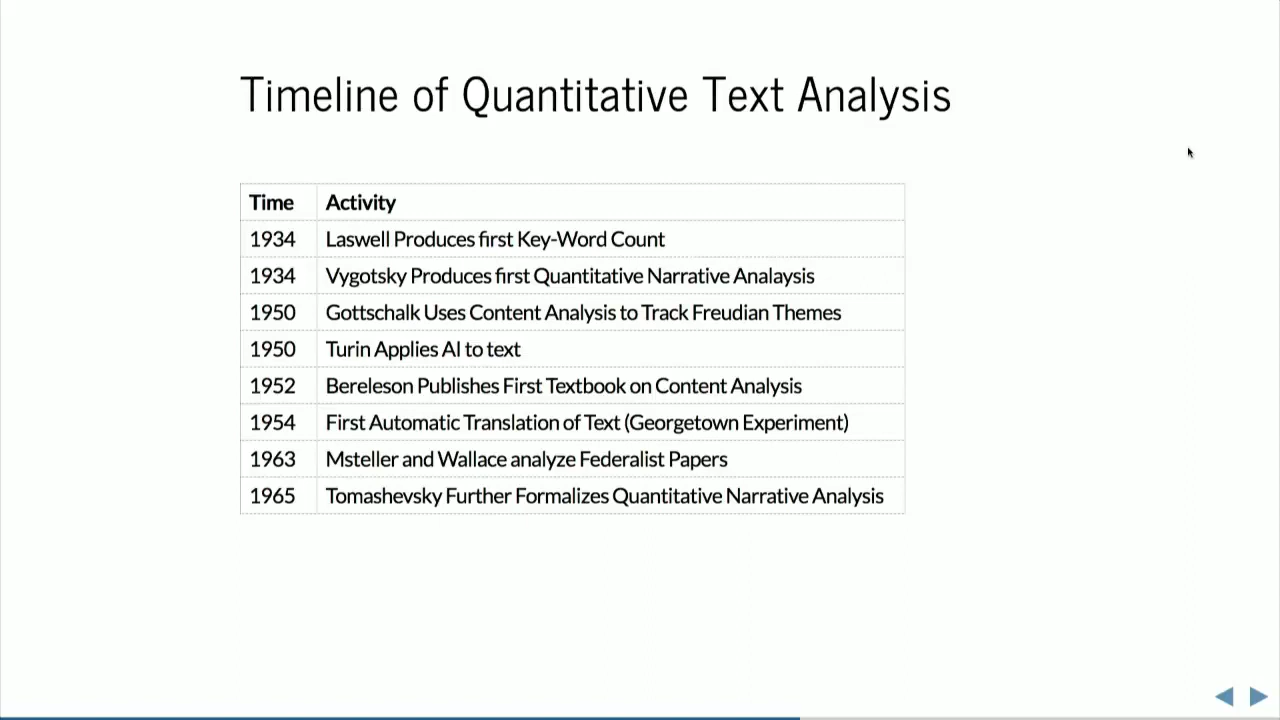 Timeline of Quantitative Text Analysis
Time Activity
1934 Laswell Produces first Key-Word Count
1934 Vygotsky Produces first Quantitative Narrative Analaysis
1950 Gottschalk Uses Content Analysis to Track Freudian Themes
1950 Turin Applies AI to text
1952 Bereleson Publishes First Textbook on Content Analysis
1954 First Automatic Translation of Text (Georgetown Experiment)
1963 Msteller and Wallace analyze Federalist Papers
1965 Tomashevsky Further Formalizes Quantitative Narrative Analysis